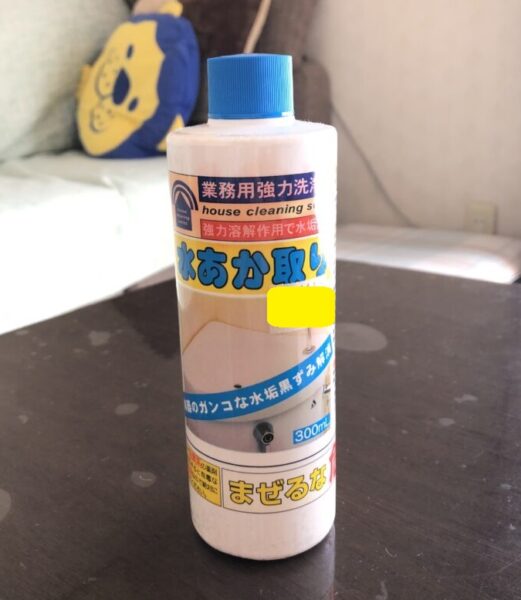 業務用強力洗浄
house cleaning s
強力溶解作用で水垢
水あか取り
のガンコな水垢黒ずみ解消
300mL
まぜるな